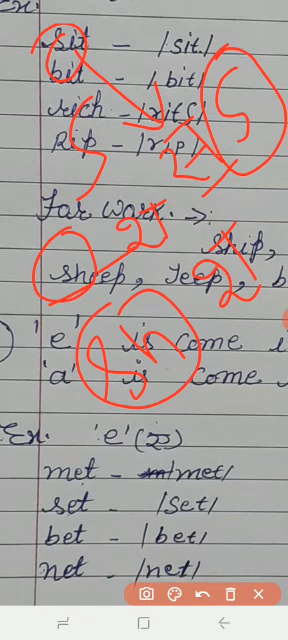 Ex:
sit - /sit/
bit - /bit/
rich - /ritʃ/
Rip - /rip/
For work. →:
ship,
sheep, Jeep, b
'e' is come i
'a' is come
Ex. 'e' (ए)
met - /met/
set - /set/
bet - /bet/
net - /net/